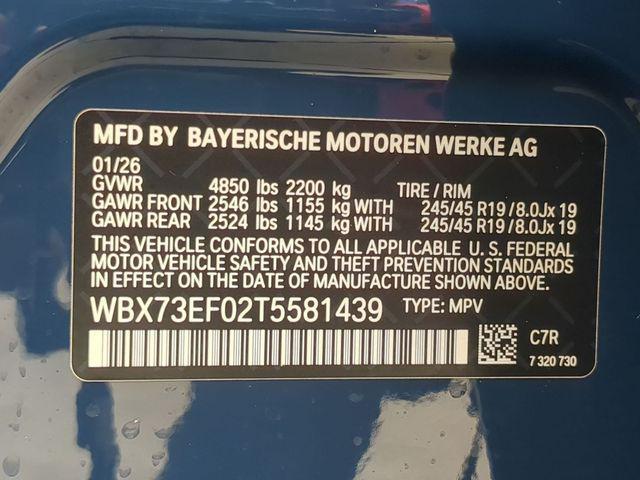 MFD BY BAYERISCHE MOTOREN WERKE AG
01/26
GVWR 4850 lbs 2200 kg TIRE / RIM
GAWR FRONT 2546 lbs 1155 kg WITH 245/45 R19 / 8.0Jx 19
GAWR REAR 2524 lbs 1145 kg WITH 245/45 R19 / 8.0Jx 19
THIS VEHICLE CONFORMS TO ALL APPLICABLE U. S. FEDERAL
MOTOR VEHICLE SAFETY AND THEFT PREVENTION STANDARDS
IN EFFECT ON THE DATE OF MANUFACTURE SHOWN ABOVE.
WBX73EF02T5581439 TYPE: MPV
C7R
7 320 730